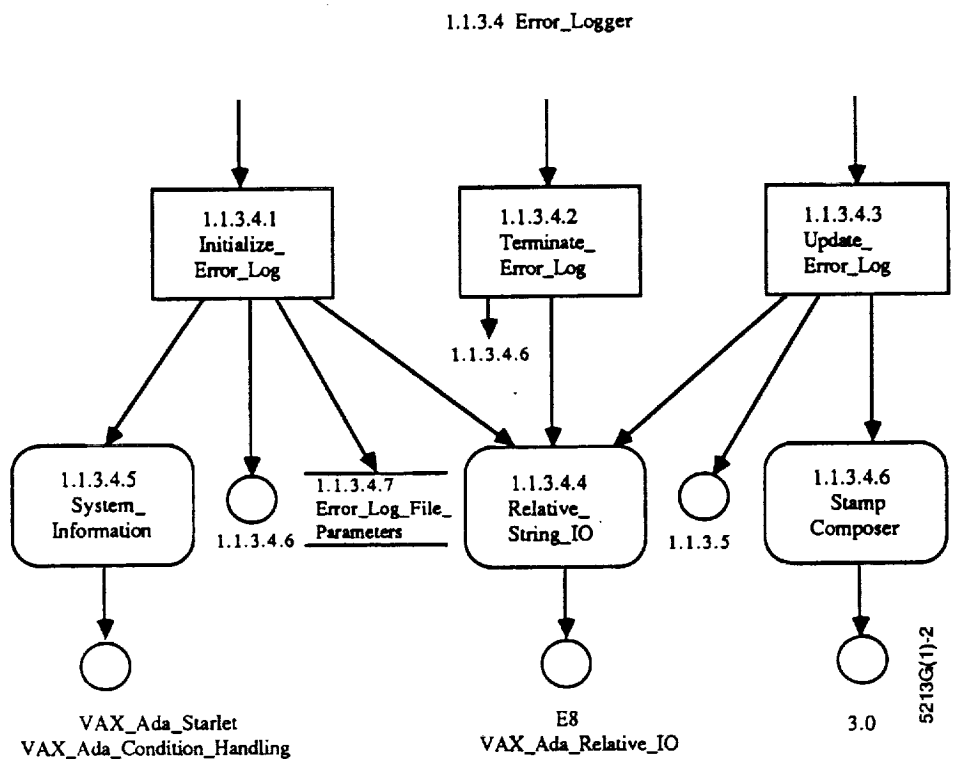 1.1.3.4 Error_Logger
1.1.3.4.1
Initialize_
Error_Log
1.1.3.4.2
Terminate_
Error_Log
1.1.3.4.3
Update_
Error_Log
1.1.3.4.6
1.1.3.4.5
System_
Information
1.1.3.4.6
1.1.3.4.7
Error_Log_File_
Parameters
1.1.3.4.4
Relative_
String_IO
1.1.3.5
1.1.3.4.6
Stamp
Composer
VAX_Ada_Starlet
VAX_Ada_Condition_Handling
E8
VAX_Ada_Relative_IO
3.0
5213G(1)-2